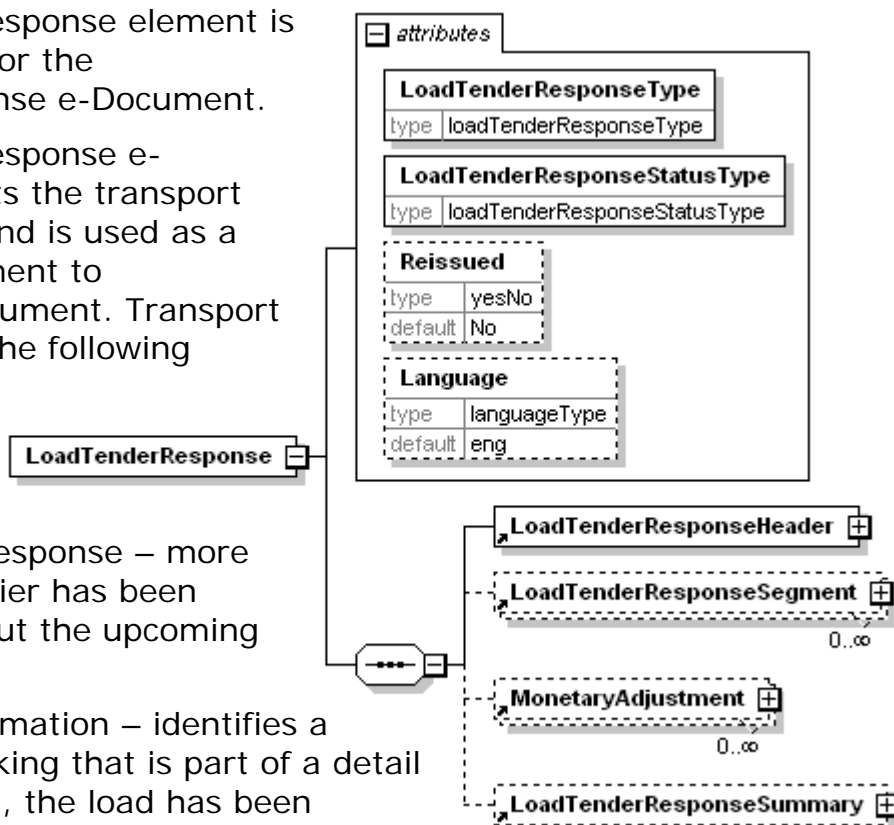 esponse element is
or the
nse e-Document.
esponse e-
ts the transport
nd is used as a
nent to
ument. Transport
he following
esponse – more
ier has been
ut the upcoming
mation – identifies a
king that is part of a detail
, the load has been
attributes
LoadTenderResponseType
type loadTenderResponseType
LoadTenderResponseStatusType
type loadTenderResponseStatusType
Reissued
type yesNo
default No
Language
type languageType
default eng
LoadTenderResponse
LoadTenderResponseHeader
LoadTenderResponseSegment
0..∞
MonetaryAdjustment
0..∞
LoadTenderResponseSummary